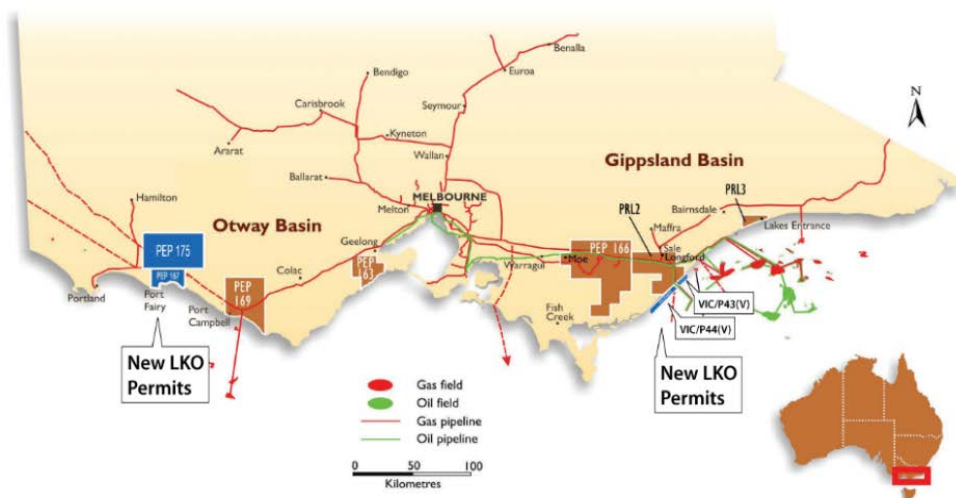 Benalla
Euroa
Bendigo
Carisbrook
Seymour
N
Kyneton
Ararat
Wallan
Gippsland Basin
Ballarat
MELBOURNE
PRL3
Hamilton
Melton
PRL2
Bairnsdale
Otway Basin
Maffra
Lakes Entrance
Geelong
PEP 175
PEP 166
Sale
Longford
PEP 167
Colac
PEP
163
Warragul
Moe
Portland
Port
Fairy
PEP
169
VIC/P43(V)
Port
Campbell
Fish
Creek
VIC/P44(V)
New LKO
Permits
New LKO
Permits
Gas field
Oil field
Gas pipeline
Oil pipeline
0 50 100
Kilometres